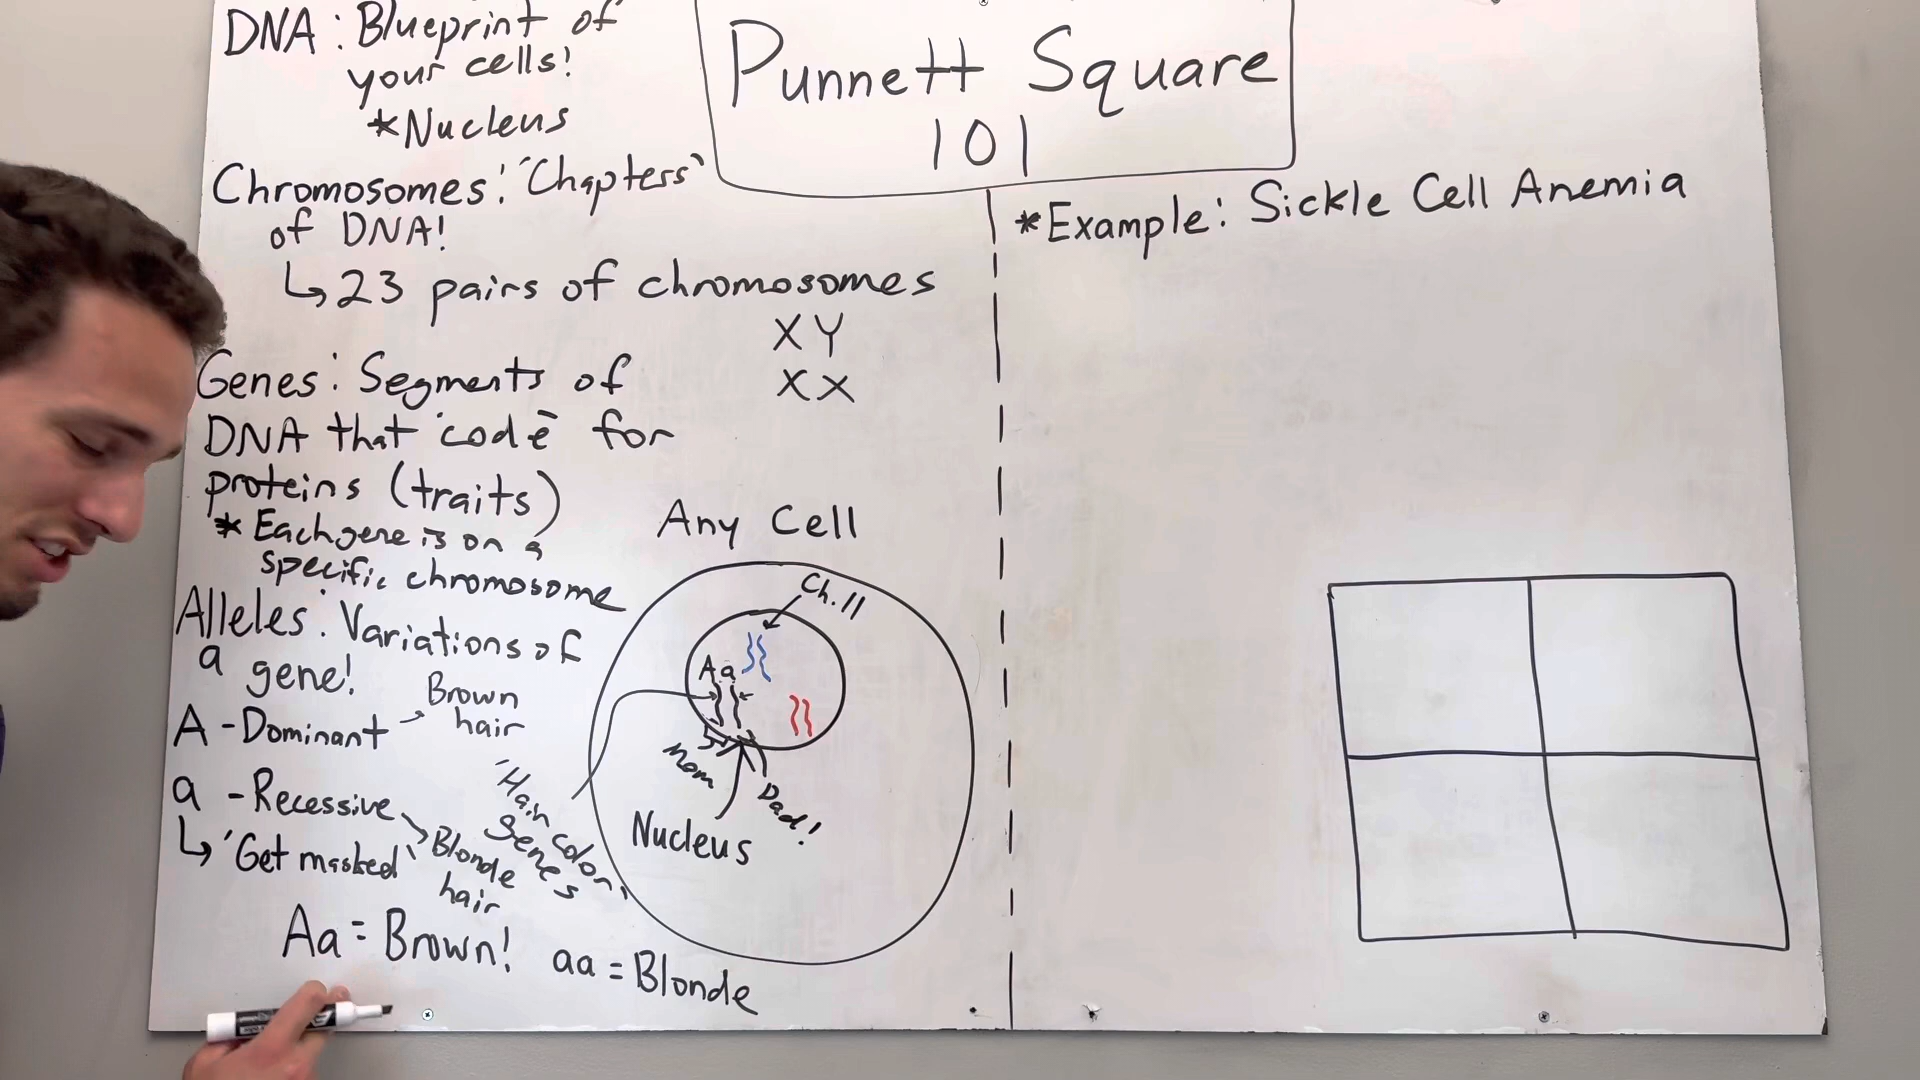 Punnett Square
101
DNA: Blueprint of
your cells!
*Nucleus
Chromosomes: "Chapters"
of DNA!
↳ 23 pairs of chromosomes
XY
XX
Genes: Segments of
DNA that "code" for
proteins (traits)
* Each gene is on a
specific chromosome
Alleles: Variations of
a gene!
A - Dominant → Brown
hair
a - Recessive → Blonde
hair
↳ "Get masked"
Aa = Brown!
aa = Blonde
Any Cell
Ch. 11
Aa
Mom
Dad!
Nucleus
"Hair color"
genes
*Example: Sickle Cell Anemia